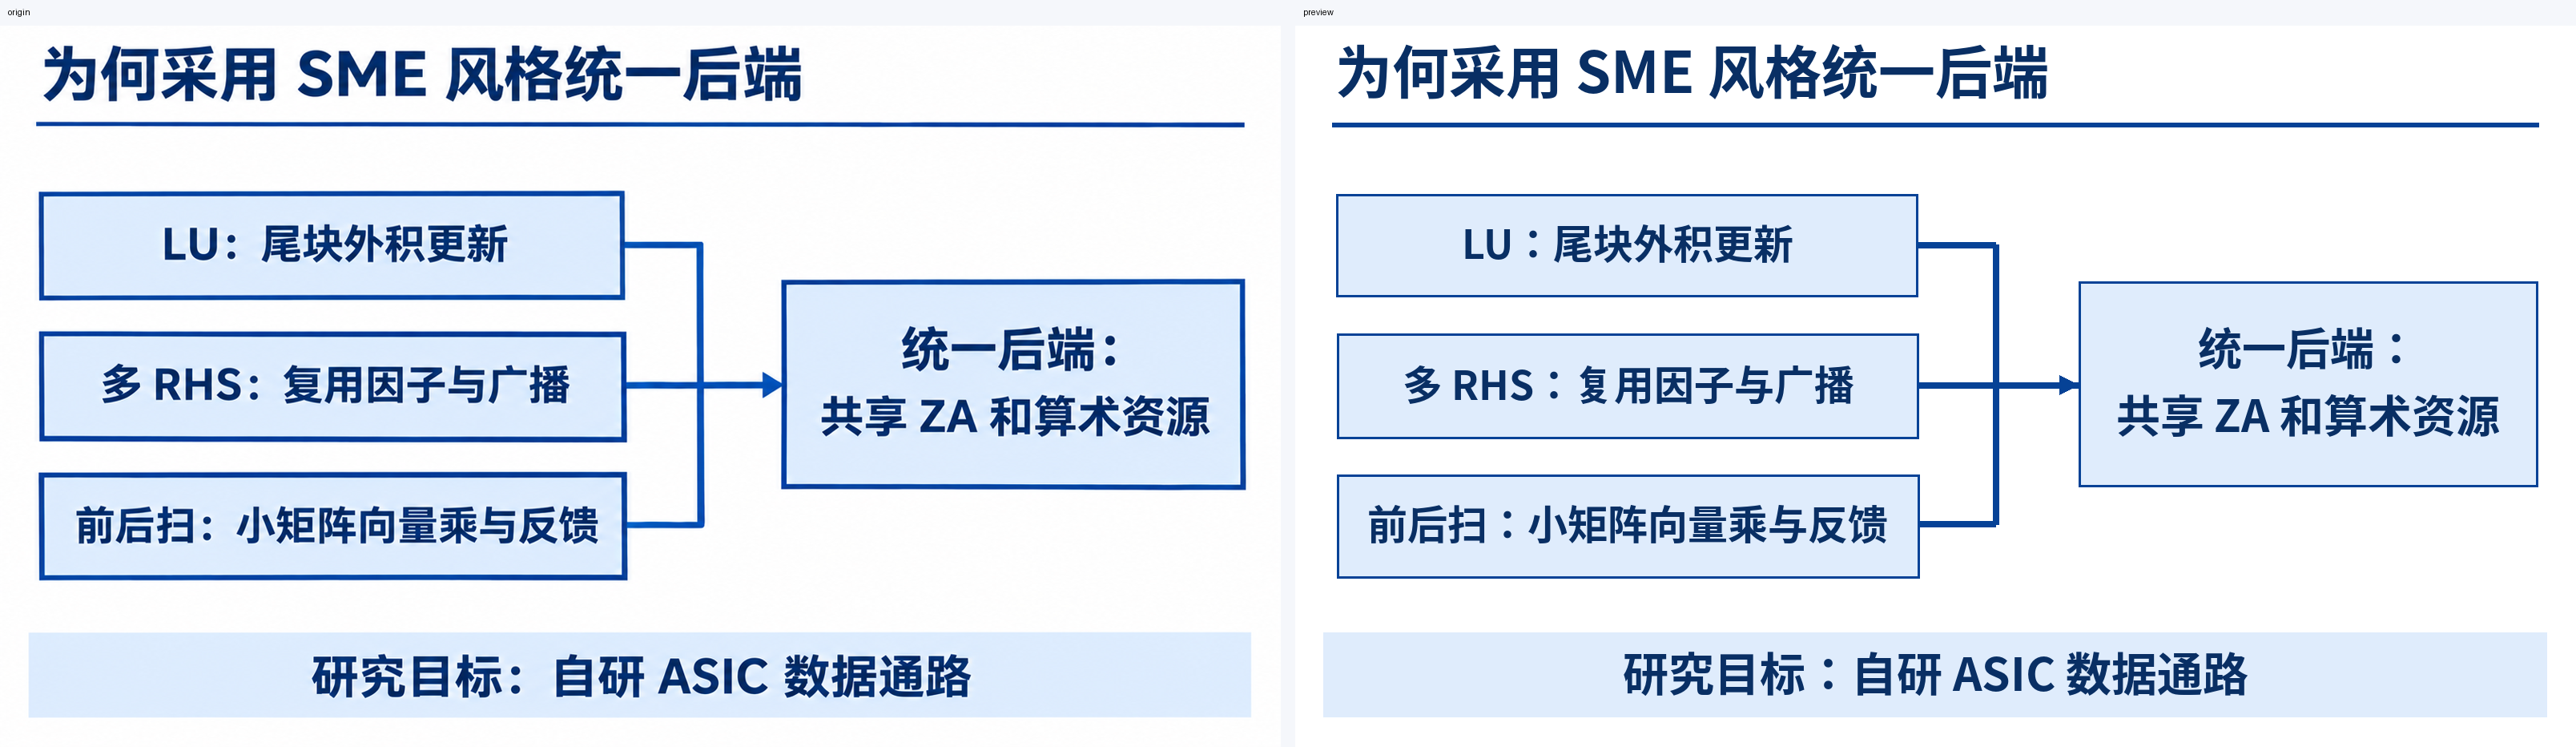 origin
为何采用 SME 风格统一后端
LU：尾块外积更新
多 RHS：复用因子与广播
前后扫：小矩阵向量乘与反馈
统一后端：
共享 ZA 和算术资源
研究目标：自研 ASIC 数据通路
preview
为何采用 SME 风格统一后端
LU：尾块外积更新
多 RHS：复用因子与广播
前后扫：小矩阵向量乘与反馈
统一后端：
共享 ZA 和算术资源
研究目标：自研 ASIC 数据通路